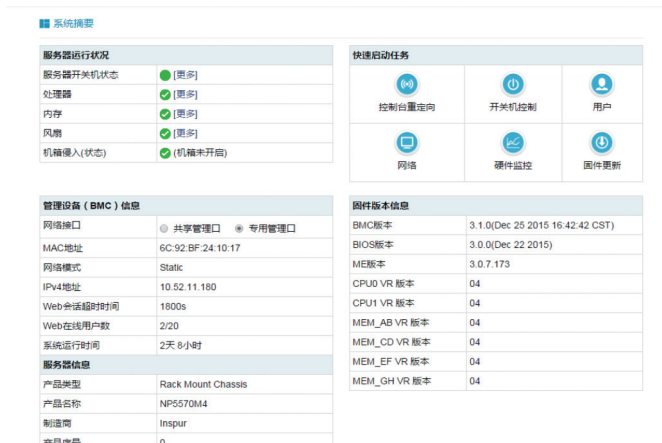 系统摘要
服务器运行状况
服务器开关机状态 [更多]
处理器 [更多]
内存 [更多]
风扇 [更多]
机箱侵入(状态) (机箱未开启)
快速启动任务
控制台重定向 开关机控制 用户
网络 硬件监控 固件更新
管理设备（BMC）信息
网络接口 共享管理口 专用管理口
MAC地址 6C:92:BF:24:10:17
网络模式 Static
IPv4地址 10.52.11.180
Web会话超时时间 1800s
Web在线用户数 2/20
系统运行时间 2天 8小时
服务器信息
产品类型 Rack Mount Chassis
产品名称 NP5570M4
制造商 Inspur
产品序号 0
固件版本信息
BMC版本 3.1.0(Dec 25 2015 16:42:42 CST)
BIOS版本 3.0.0(Dec 22 2015)
ME版本 3.0.7.173
CPU0 VR 版本 04
CPU1 VR 版本 04
MEM_AB VR 版本 04
MEM_CD VR 版本 04
MEM_EF VR 版本 04
MEM_GH VR 版本 04